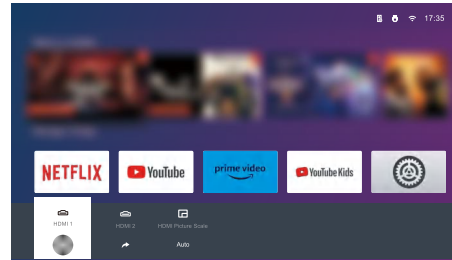 17:35
NETFLIX
YouTube
prime video
YouTube Kids
HDMI 1
HDMI 2
HDMI Picture Scale
Auto